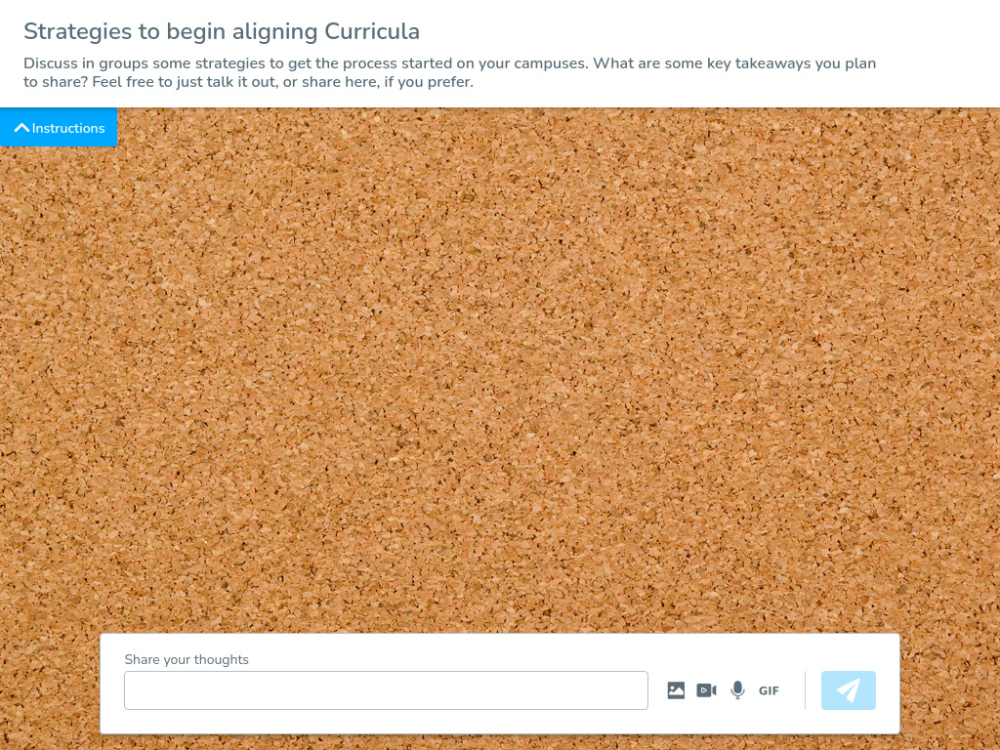 Strategies to begin aligning Curricula
Discuss in groups some strategies to get the process started on your campuses. What are some key takeaways you plan
to share? Feel free to just talk it out, or share here, if you prefer.
Instructions
Share your thoughts
GIF